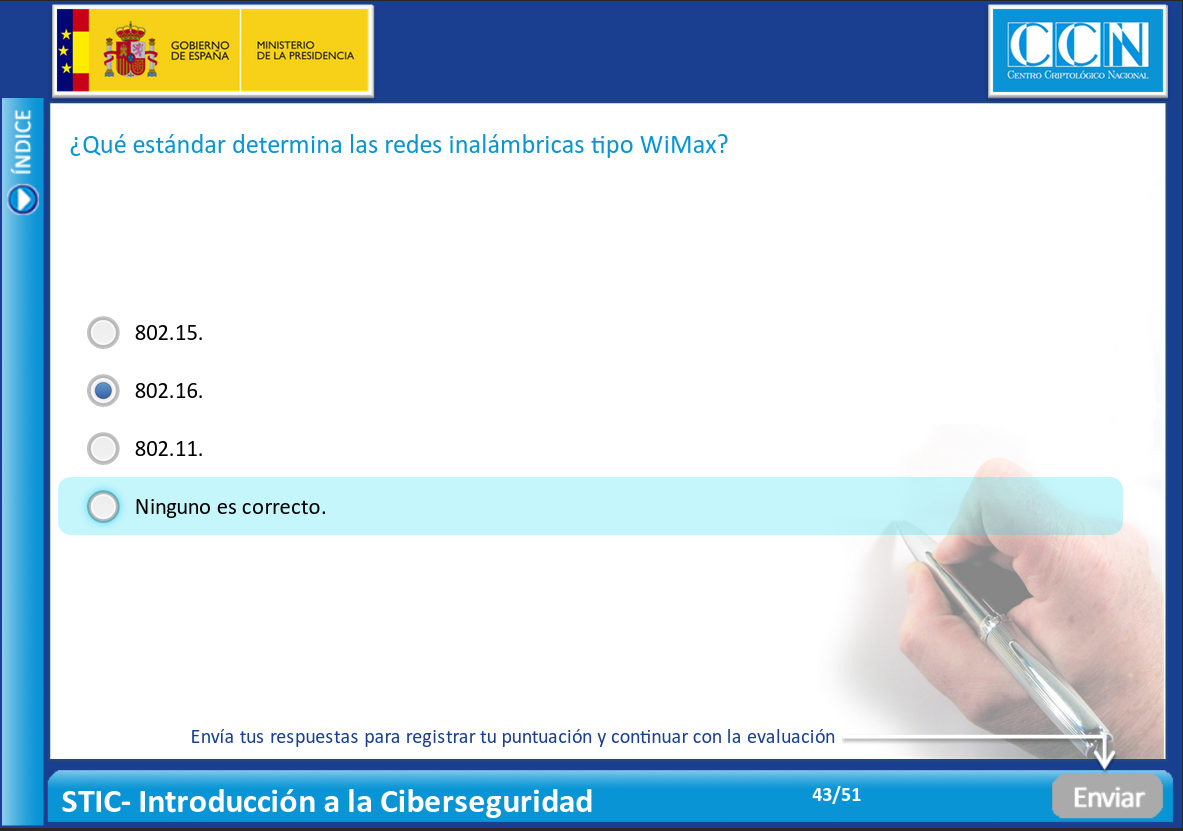 GOBIERNO
DE ESPAÑA
MINISTERIO
DE LA PRESIDENCIA
CCN
CENTRO CRIPTOLÓGICO NACIONAL
ÍNDICE
¿Qué estándar determina las redes inalámbricas tipo WiMax?
802.15.
802.16.
802.11.
Ninguno es correcto.
Envía tus respuestas para registrar tu puntuación y continuar con la evaluación
STIC- Introducción a la Ciberseguridad
43/51
Enviar